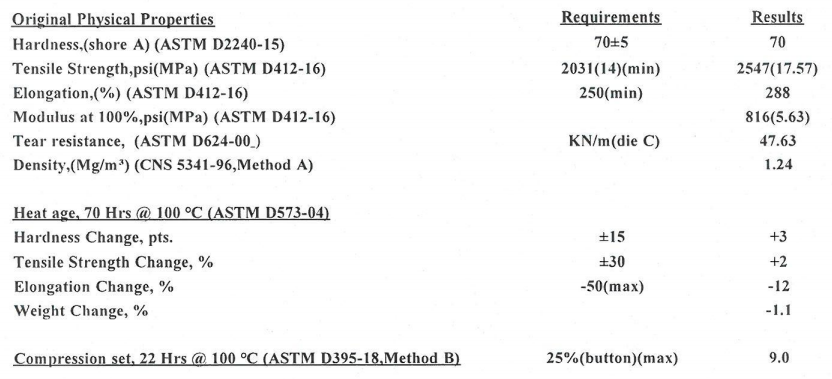 Original Physical Properties Requirements Results
Hardness,(shore A) (ASTM D2240-15) 70±5 70
Tensile Strength,psi(MPa) (ASTM D412-16) 2031(14)(min) 2547(17.57)
Elongation,(%) (ASTM D412-16) 250(min) 288
Modulus at 100%,psi(MPa) (ASTM D412-16) 816(5.63)
Tear resistance, (ASTM D624-00_) KN/m(die C) 47.63
Density,(Mg/m³) (CNS 5341-96,Method A) 1.24
Heat age, 70 Hrs @ 100 °C (ASTM D573-04)
Hardness Change, pts. ±15 +3
Tensile Strength Change, % ±30 +2
Elongation Change, % -50(max) -12
Weight Change, % -1.1
Compression set, 22 Hrs @ 100 °C (ASTM D395-18,Method B) 25%(button)(max) 9.0